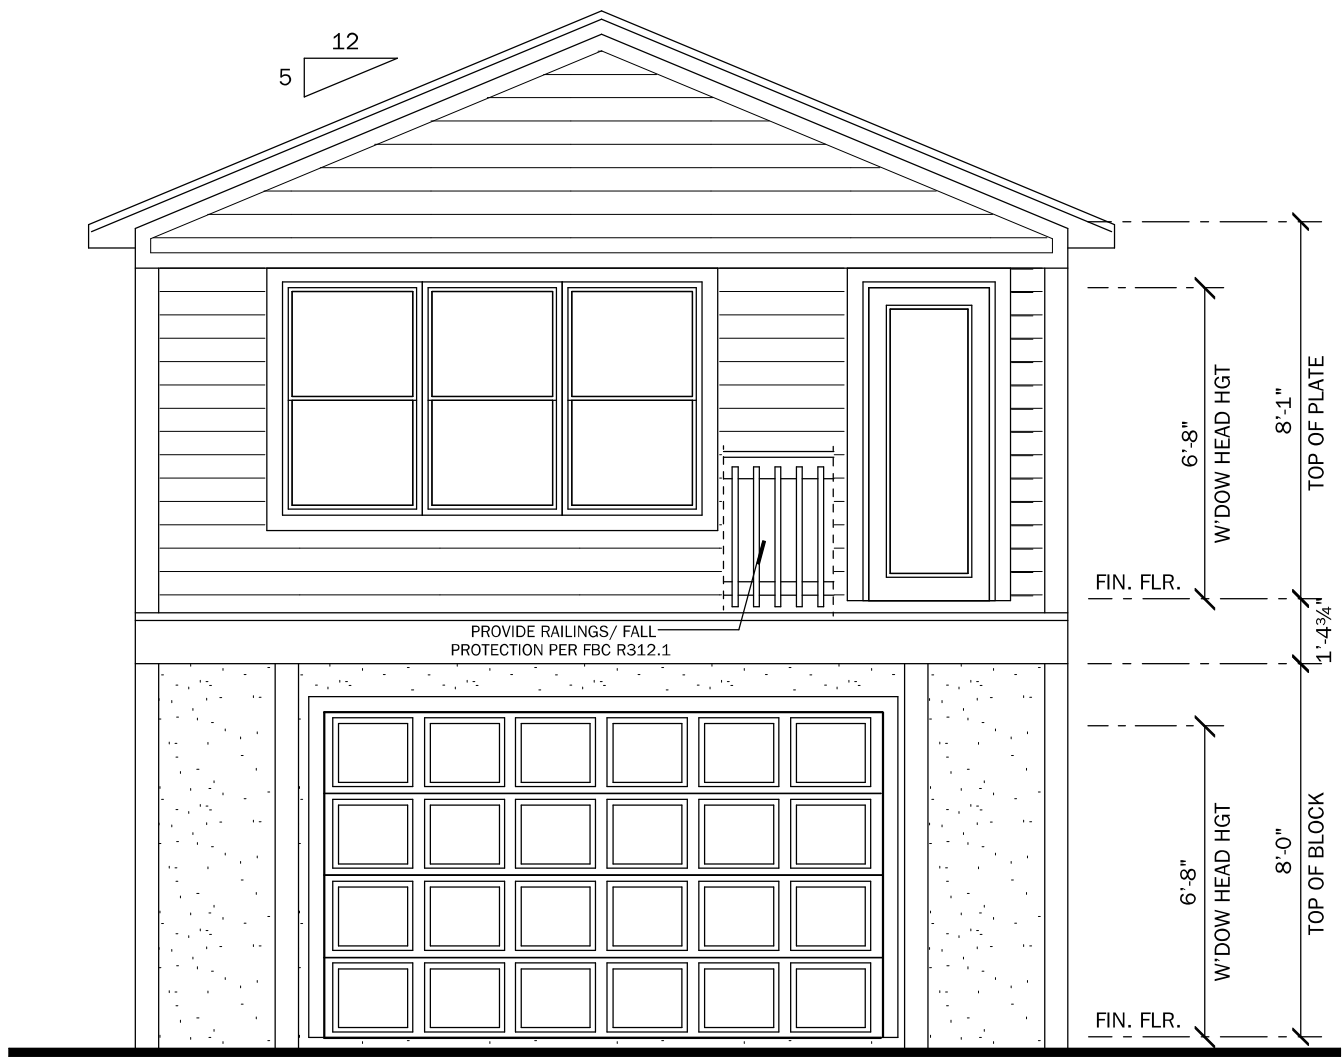 12
5
8'-1"
TOP OF PLATE
6'-8"
W'DOW HEAD HGT
FIN. FLR.
1'-4¾"
PROVIDE RAILINGS/ FALL
PROTECTION PER FBC R312.1
6'-8"
W'DOW HEAD HGT
8'-0"
TOP OF BLOCK
FIN. FLR.